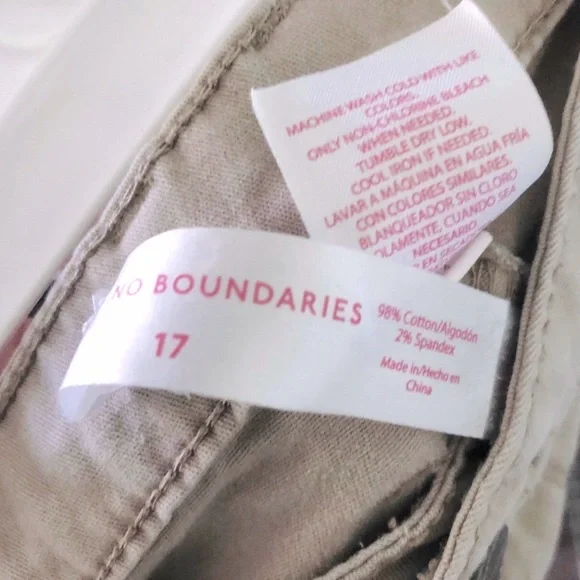 MACHINE WASH COLD WITH LIKE
COLORS.
ONLY NON-CHLORINE BLEACH
WHEN NEEDED.
TUMBLE DRY LOW.
COOL IRON IF NEEDED.
LAVAR A MÁQUINA EN AGUA FRÍA
CON COLORES SIMILARES.
BLANQUEADOR SIN CLORO
OLAMENTE, CUANDO SEA
NECESARIO
NO BOUNDARIES
17
98% Cotton/Algodón
2% Spandex
Made in/Hecho en
China